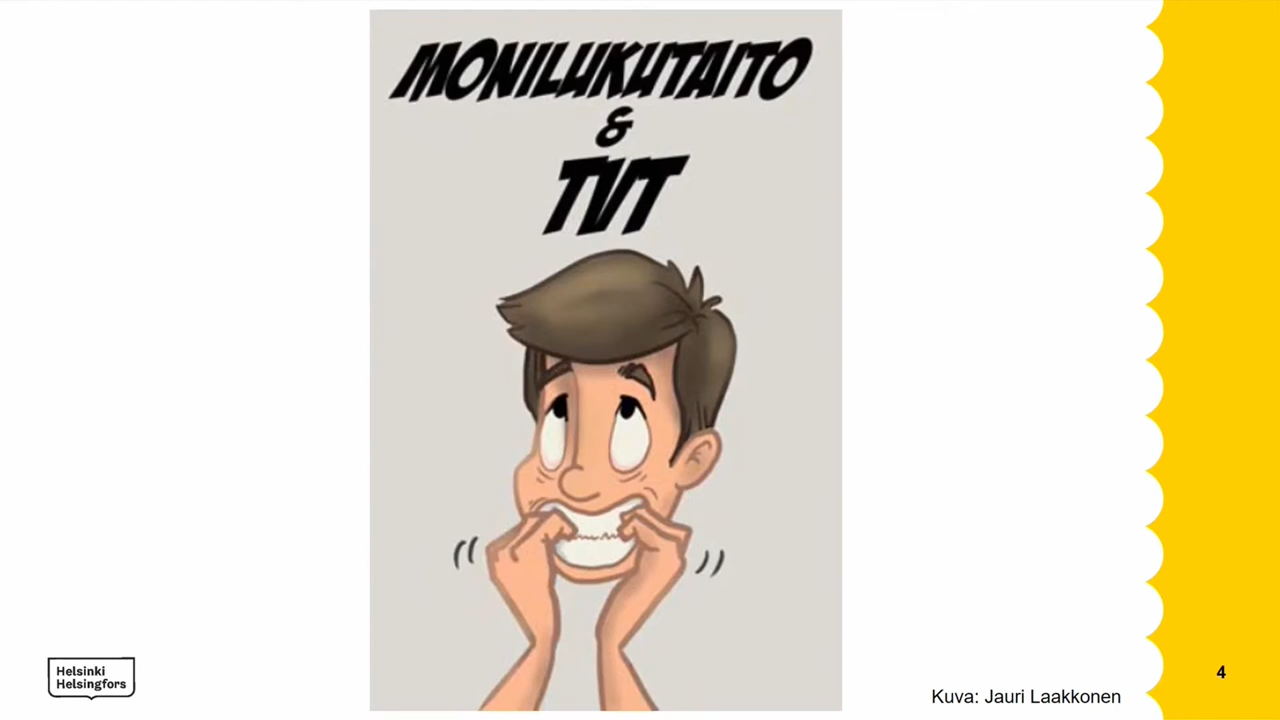 MONILUKUTAITO
&
TVT
Helsinki
Helsingfors
Kuva: Jauri Laakkonen
4